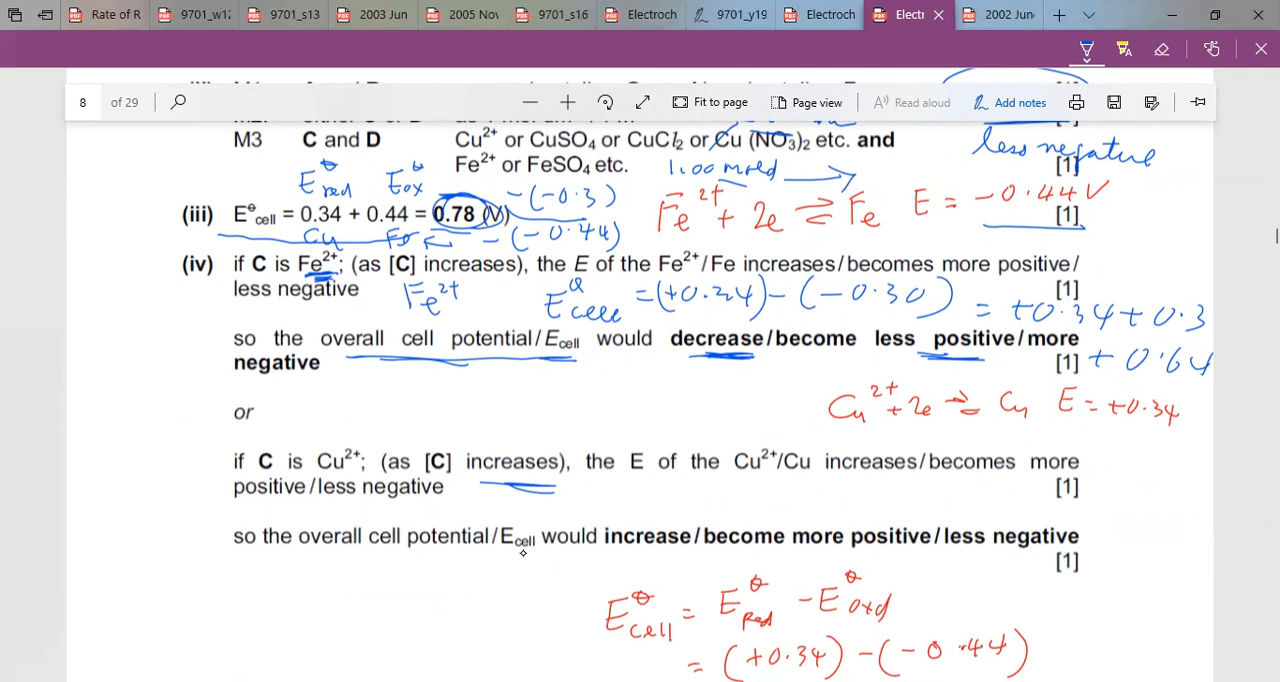 Rate of R 9701_w12 9701_s13 2003 Jun 2005 Nov 9701_s16 Electroch 9701_y19 Electroch Electr 2002 Jun
8 of 29 Fit to page Page view Read aloud Add notes
M3 C and D Cu2+ or CuSO4 or CuCl2 or Cu (NO3)2 etc. and
Fe2+ or FeSO4 etc. [1]
less negative
1.00 mold
E⊖red E⊖ox
-(-0.3)
(iii) E⊖cell = 0.34 + 0.44 = 0.78 (V) [1]
Fe2+ + 2e ⇌ Fe E = -0.44V
Cu Fe -(-0.44)
(iv) if C is Fe2+; (as [C] increases), the E of the Fe2+/Fe increases/becomes more positive/
less negative [1]
Fe2+ E⊖cell = (+0.34) - (-0.30) = +0.34 + 0.3
so the overall cell potential/Ecell would decrease/become less positive/more
negative [1]
+0.64
Cu2+ + 2e ⇌ Cu E = +0.34
or
if C is Cu2+; (as [C] increases), the E of the Cu2+/Cu increases/becomes more
positive/less negative [1]
so the overall cell potential/Ecell would increase/become more positive/less negative
[1]
E⊖cell = E⊖red - E⊖oxd
= (+0.34) - (-0.44)